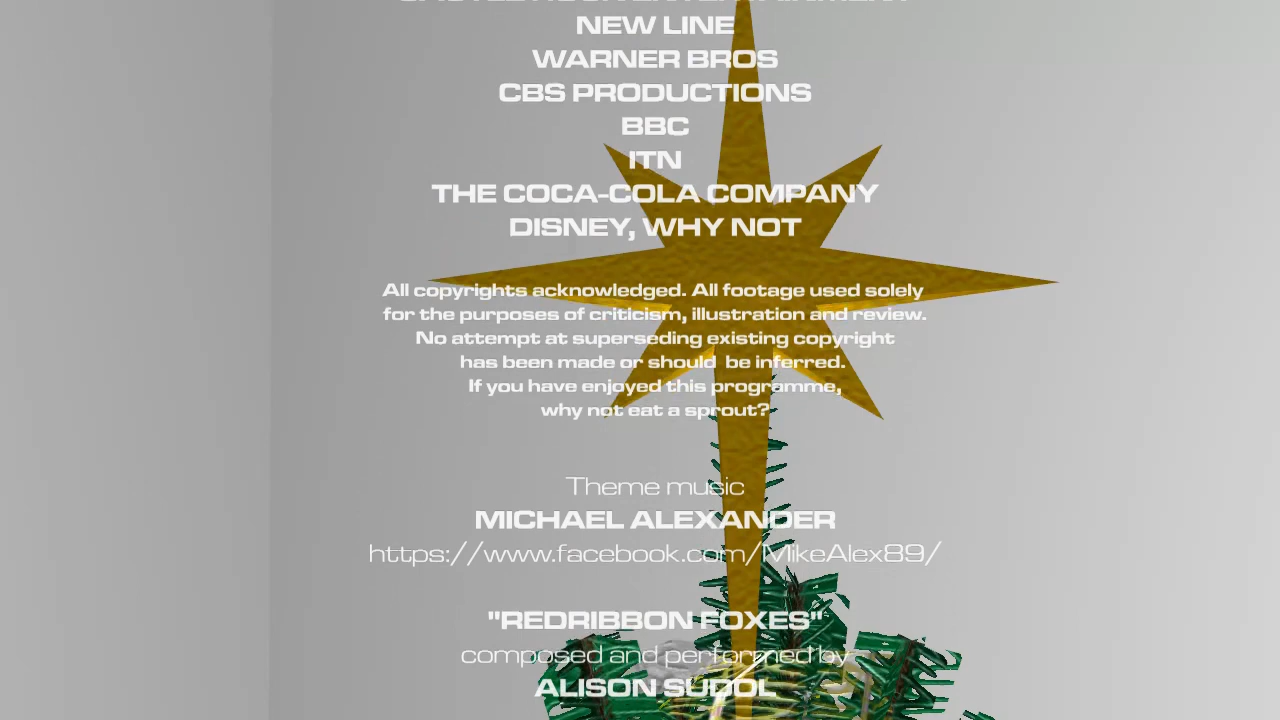 NEW LINE
WARNER BROS
CBS PRODUCTIONS
BBC
ITN
THE COCA-COLA COMPANY
DISNEY, WHY NOT
All copyrights acknowledged. All footage used solely
for the purposes of criticism, illustration and review.
No attempt at superseding existing copyright
has been made or should be inferred.
If you have enjoyed this programme,
why not eat a sprout?
Theme music
MICHAEL ALEXANDER
https://www.facebook.com/MikeAlex89/
"REDRIBBON FOXES"
composed and performed by
ALISON SUDOL